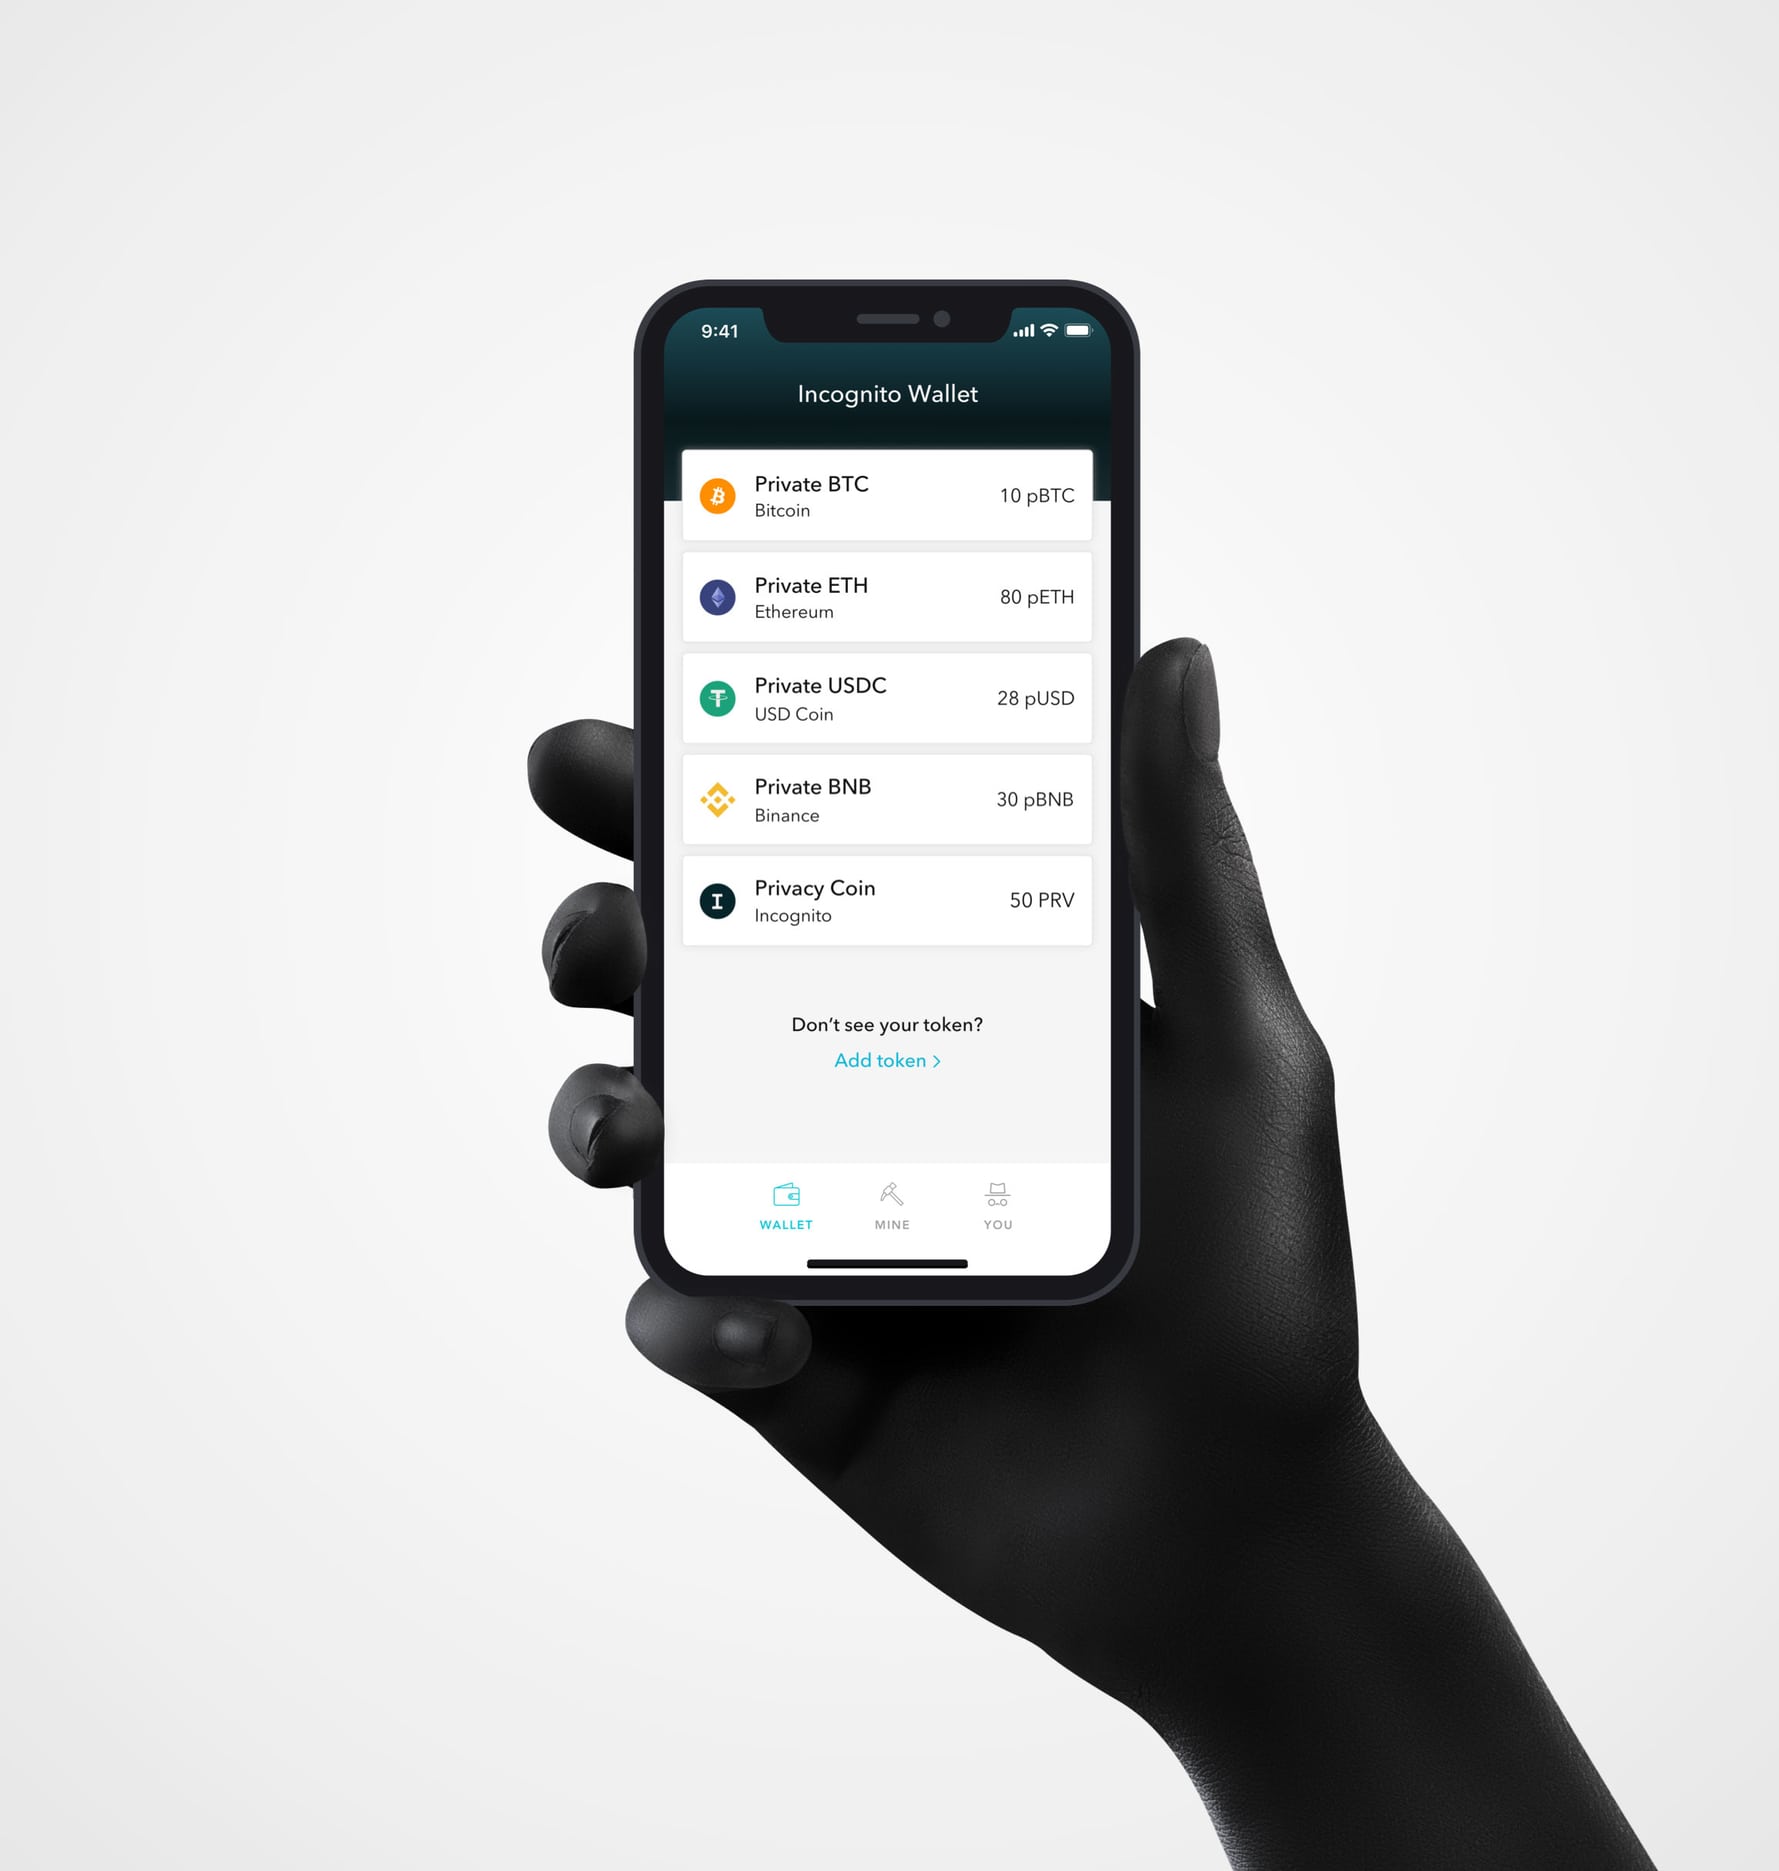 9:41
Incognito Wallet
Private BTC
Bitcoin
10 pBTC
Private ETH
Ethereum
80 pETH
Private USDC
USD Coin
28 pUSD
Private BNB
Binance
30 pBNB
Privacy Coin
Incognito
50 PRV
Don’t see your token?
Add token >
WALLET
MINE
YOU